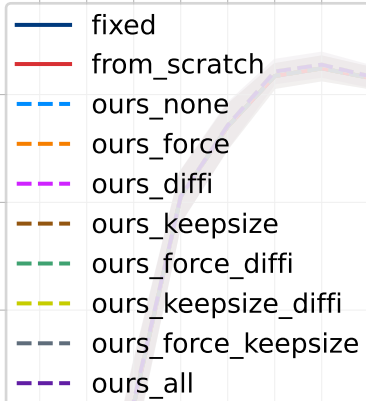 fixed
from_scratch
ours_none
ours_force
ours_diffi
ours_keepsize
ours_force_diffi
ours_keepsize_diffi
ours_force_keepsize
ours_all